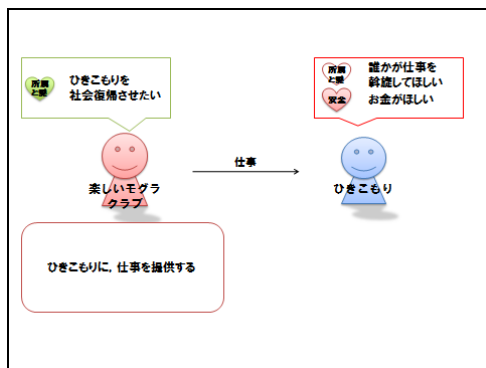 所属
と愛
ひきこもりを
社会復帰させたい
所属
と愛
誰かが仕事を
斡旋してほしい
安全
お金がほしい
仕事
楽しいモグラ
クラブ
ひきこもり
ひきこもりに, 仕事を提供する